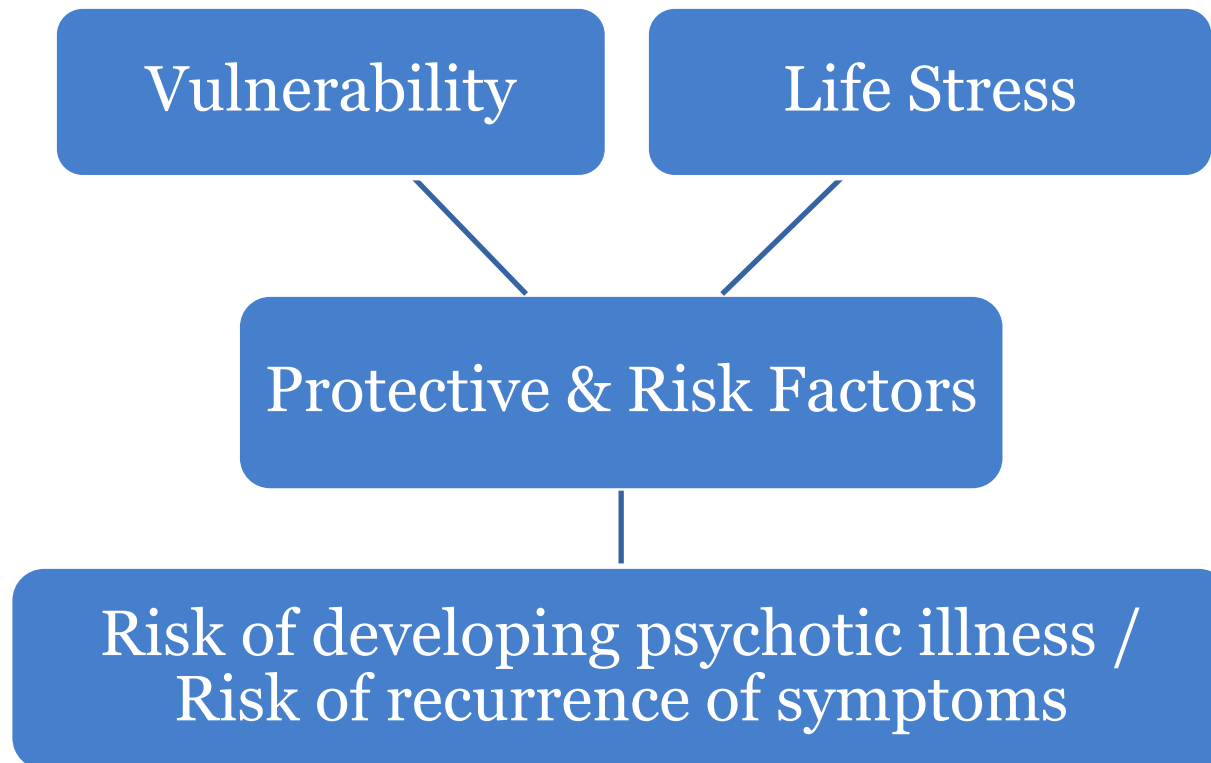 Vulnerability
Life Stress
Protective & Risk Factors
Risk of developing psychotic illness /
Risk of recurrence of symptoms